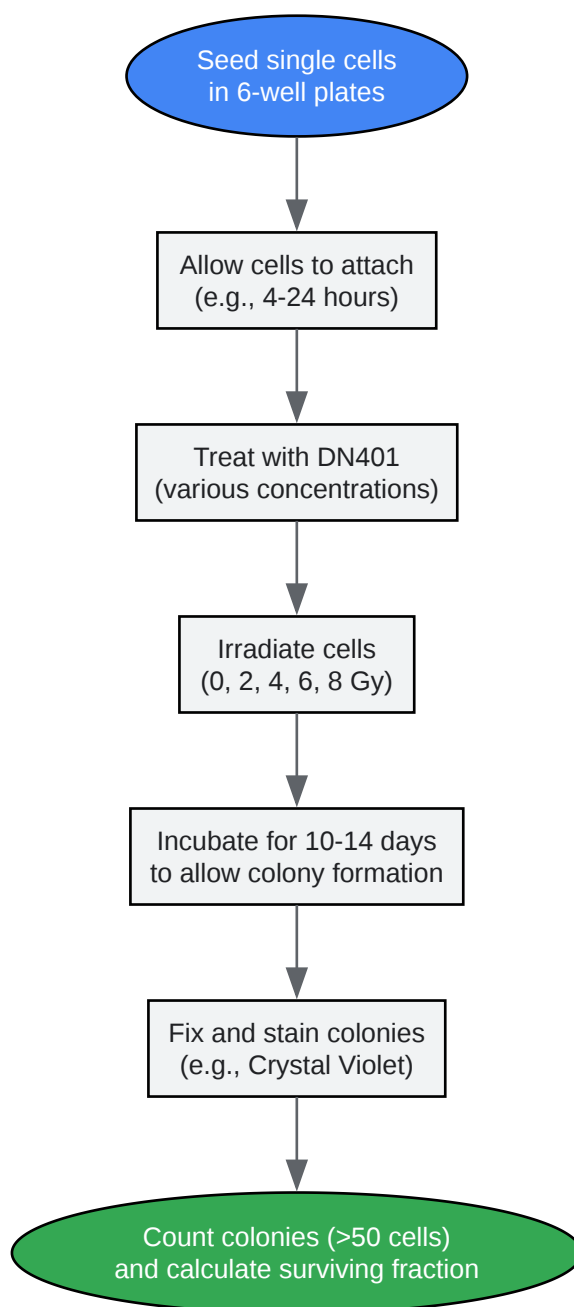 Seed single cells
in 6-well plates
Allow cells to attach
(e.g., 4-24 hours)
Treat with DN401
(various concentrations)
Irradiate cells
(0, 2, 4, 6, 8 Gy)
Incubate for 10-14 days
to allow colony formation
Fix and stain colonies
(e.g., Crystal Violet)
Count colonies (>50 cells)
and calculate surviving fraction